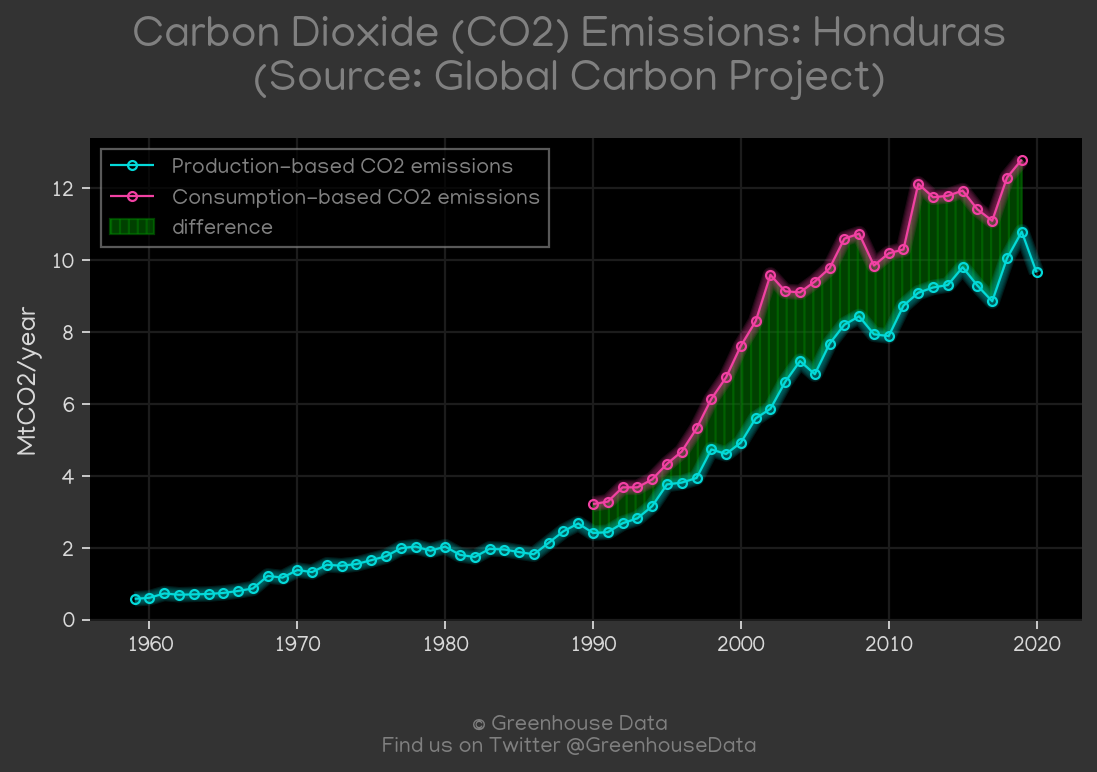 Carbon Dioxide (CO2) Emissions: Honduras
(Source: Global Carbon Project)
Production-based CO2 emissions
Consumption-based CO2 emissions
difference
MtCO2/year
12
10
8
6
4
2
0
1960 1970 1980 1990 2000 2010 2020
© Greenhouse Data
Find us on Twitter @GreenhouseData